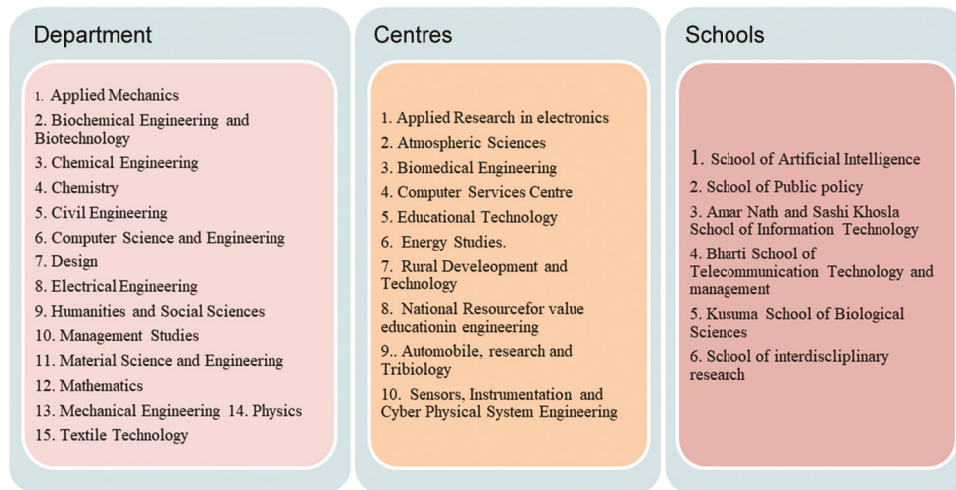 Department
1. Applied Mechanics
2. Biochemical Engineering and
Biotechnology
3. Chemical Engineering
4. Chemistry
5. Civil Engineering
6. Computer Science and Engineering
7. Design
8. Electrical Engineering
9. Humanities and Social Sciences
10. Management Studies
11. Material Science and Engineering
12. Mathematics
13. Mechanical Engineering 14. Physics
15. Textile Technology
Centres
1. Applied Research in electronics
2. Atmospheric Sciences
3. Biomedical Engineering
4. Computer Services Centre
5. Educational Technology
6. Energy Studies.
7. Rural Develeopment and
Technology
8. National Resourcefor value
educationin engineering
9.. Automobile, research and
Tribiology
10. Sensors, Instrumentation and
Cyber Physical System Engineering
Schools
1. School of Artificial Intelligence
2. School of Public policy
3. Amar Nath and Sashi Khosla
School of Information Technology
4. Bharti School of
Telecommunication Technology and
management
5. Kusuma School of Biological
Sciences
6. School of interdiscliplinary
research